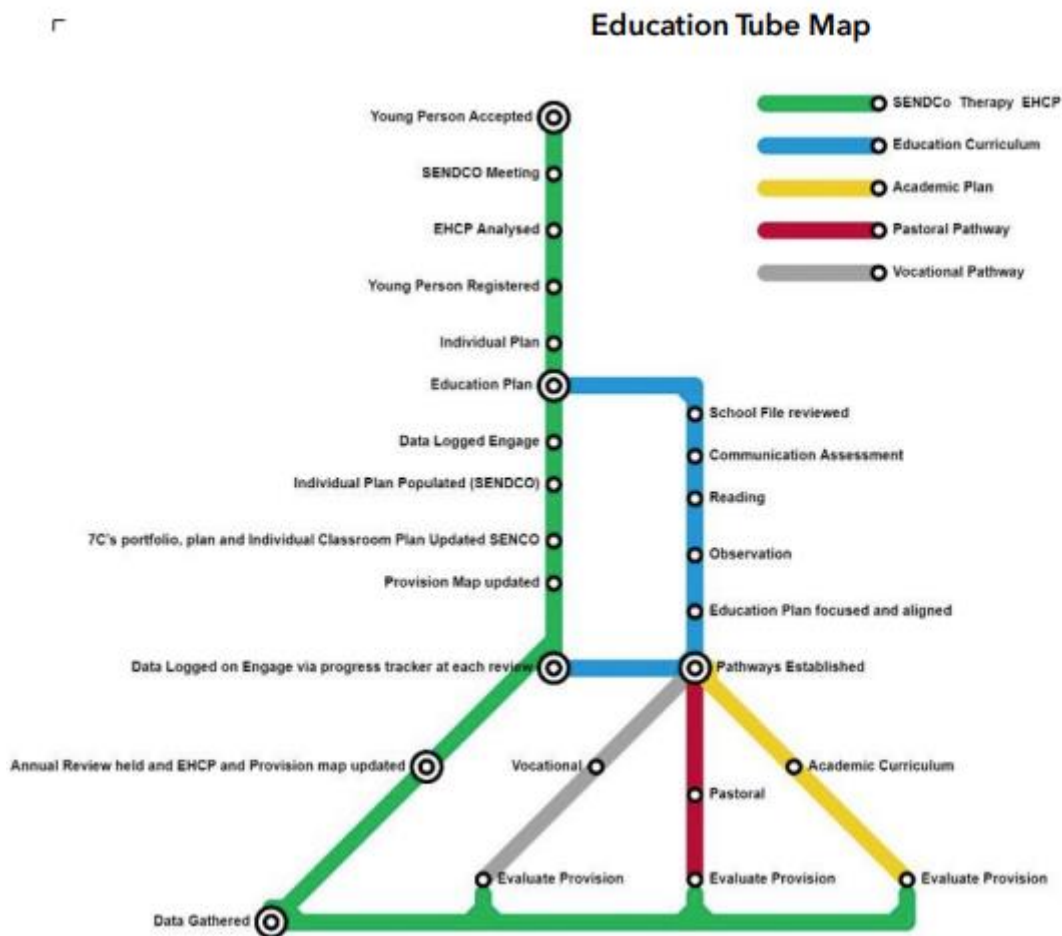 Education Tube Map
SENDCo Therapy EHCP
Education Curriculum
Academic Plan
Pastoral Pathway
Vocational Pathway
Young Person Accepted
SENDCO Meeting
EHCP Analysed
Young Person Registered
Individual Plan
Education Plan
Data Logged Engage
Individual Plan Populated (SENDCO)
7C's portfolio, plan and Individual Classroom Plan Updated SENCO
Provision Map updated
Data Logged on Engage via progress tracker at each review
Annual Review held and EHCP and Provision map updated
Data Gathered
School File reviewed
Communication Assessment
Reading
Observation
Education Plan focused and aligned
Pathways Established
Vocational
Pastoral
Academic Curriculum
Evaluate Provision
Evaluate Provision
Evaluate Provision